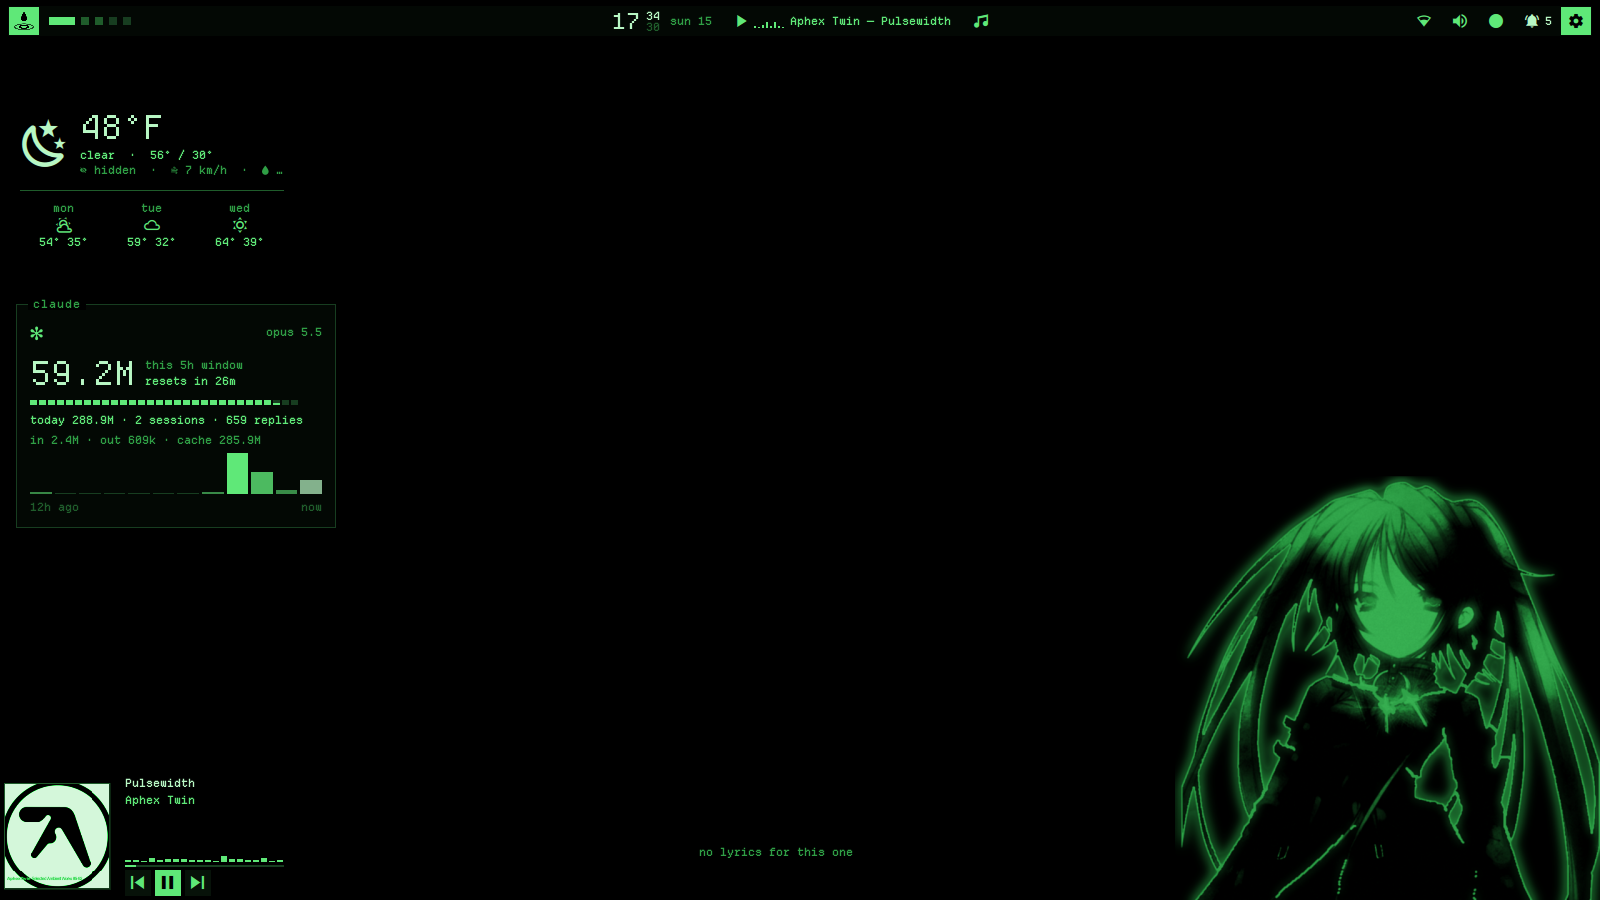 17 34 30 sun 15 Aphex Twin — Pulsewidth 5
48°F
clear · 56° / 30°
hidden · 7 km/h · …
mon tue wed
54° 35° 59° 32° 64° 39°
claude
opus 5.5
59.2M this 5h window
resets in 26m
today 288.9M · 2 sessions · 659 replies
in 2.4M · out 609k · cache 285.9M
12h ago now
Pulsewidth
Aphex Twin
no lyrics for this one